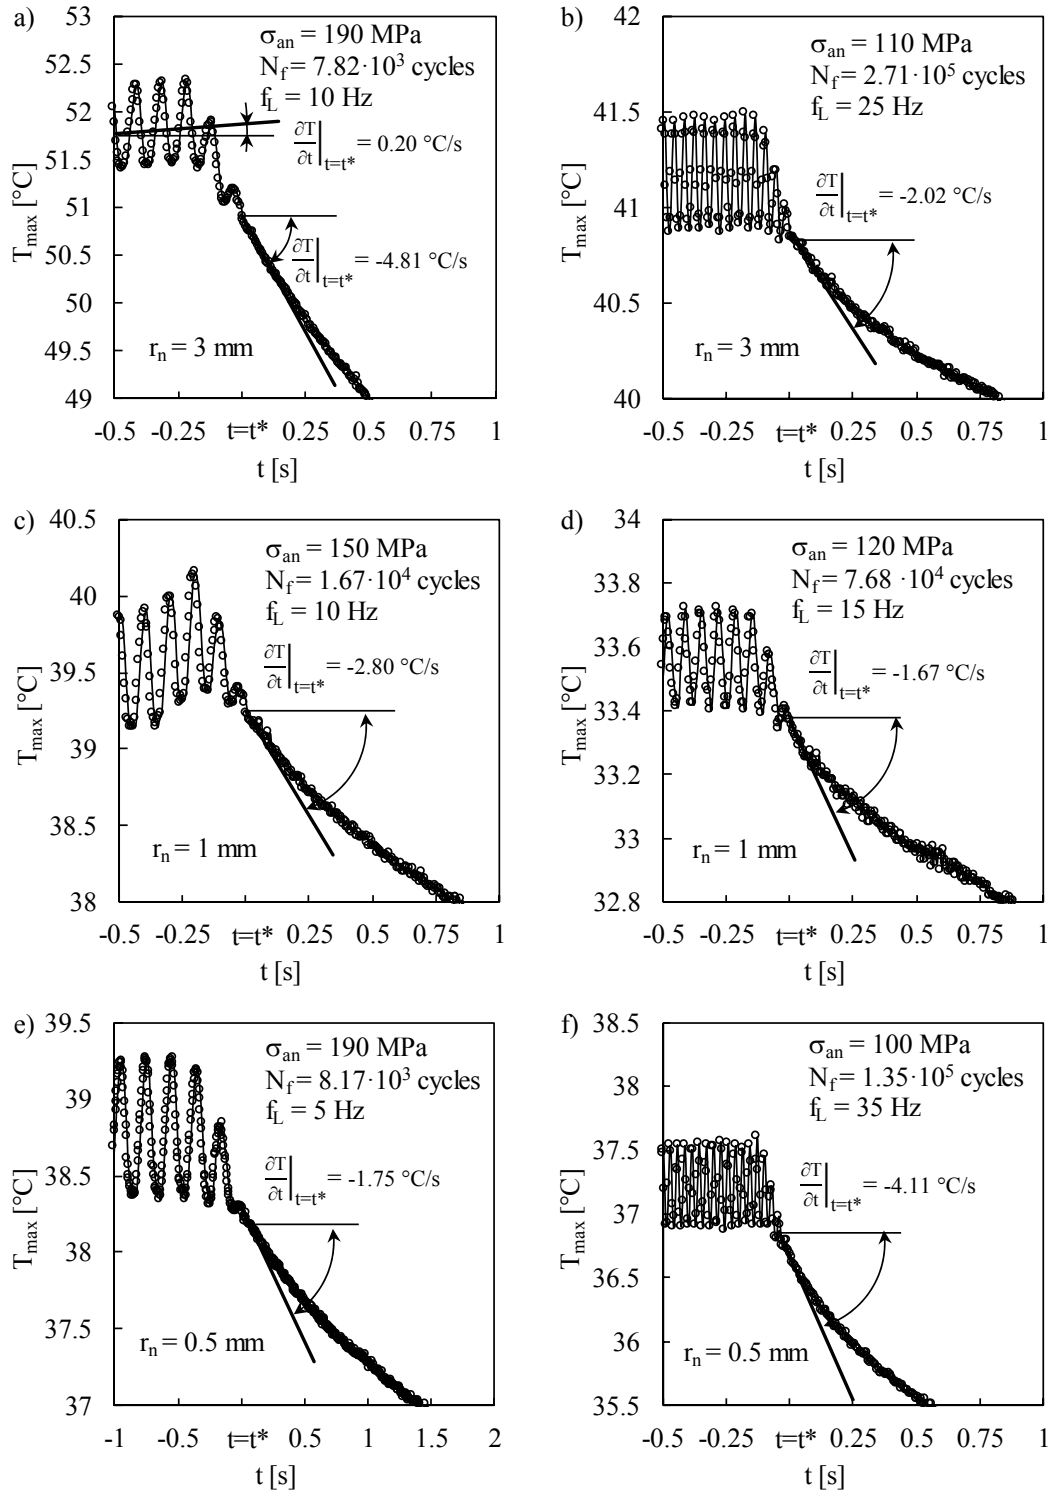 a)
σan = 190 MPa
Nf = 7.82·10³ cycles
fL = 10 Hz
∂T/∂t|t=t* = 0.20 °C/s
∂T/∂t|t=t* = -4.81 °C/s
rn = 3 mm
Tmax [°C]
53
52.5
52
51.5
51
50.5
50
49.5
49
-0.5 -0.25 t=t* 0.25 0.5 0.75 1
t [s]
b)
σan = 110 MPa
Nf = 2.71·10⁵ cycles
fL = 25 Hz
∂T/∂t|t=t* = -2.02 °C/s
rn = 3 mm
Tmax [°C]
42
41.5
41
40.5
40
-0.5 -0.25 t=t* 0.25 0.5 0.75 1
t [s]
c)
σan = 150 MPa
Nf = 1.67·10⁴ cycles
fL = 10 Hz
∂T/∂t|t=t* = -2.80 °C/s
rn = 1 mm
Tmax [°C]
40.5
40
39.5
39
38.5
38
-0.5 -0.25 t=t* 0.25 0.5 0.75 1
t [s]
d)
σan = 120 MPa
Nf = 7.68 ·10⁴ cycles
fL = 15 Hz
∂T/∂t|t=t* = -1.67 °C/s
rn = 1 mm
Tmax [°C]
34
33.8
33.6
33.4
33.2
33
32.8
-0.5 -0.25 t=t* 0.25 0.5 0.75 1
t [s]
e)
σan = 190 MPa
Nf = 8.17·10³ cycles
fL = 5 Hz
∂T/∂t|t=t* = -1.75 °C/s
rn = 0.5 mm
Tmax [°C]
39.5
39
38.5
38
37.5
37
-1 -0.5 t=t* 0.5 1 1.5 2
t [s]
f)
σan = 100 MPa
Nf = 1.35·10⁵ cycles
fL = 35 Hz
∂T/∂t|t=t* = -4.11 °C/s
rn = 0.5 mm
Tmax [°C]
38.5
38
37.5
37
36.5
36
35.5
-0.5 -0.25 t=t* 0.25 0.5 0.75 1
t [s]